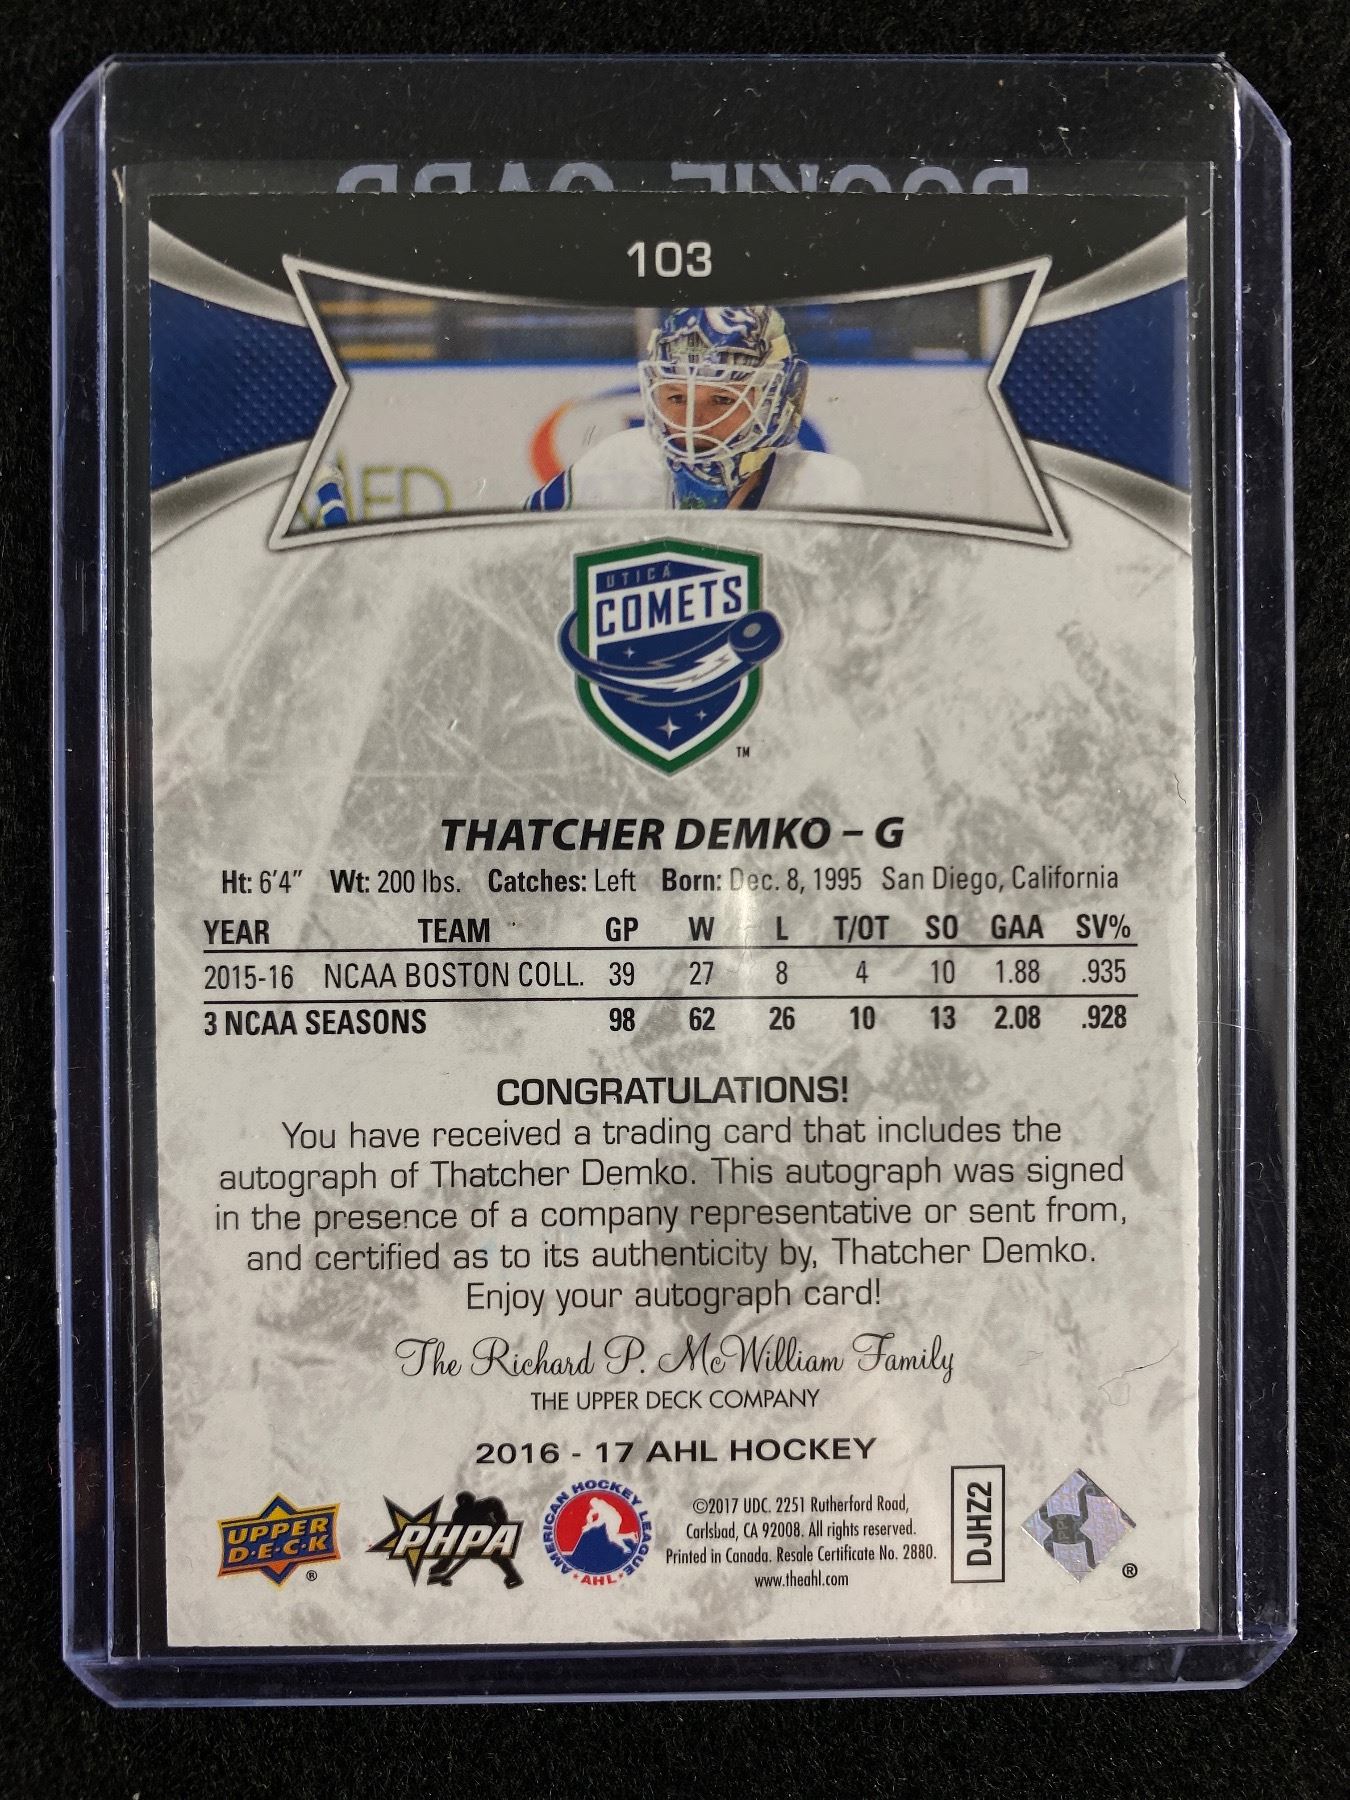 ROOKIE CARD
103
MED
UTICA
COMETS
TM
THATCHER DEMKO – G
Ht: 6'4" Wt: 200 lbs. Catches: Left Born: Dec. 8, 1995 San Diego, California
YEAR TEAM GP W L T/OT SO GAA SV%
2015-16 NCAA BOSTON COLL. 39 27 8 4 10 1.88 .935
3 NCAA SEASONS 98 62 26 10 13 2.08 .928
CONGRATULATIONS!
You have received a trading card that includes the
autograph of Thatcher Demko. This autograph was signed
in the presence of a company representative or sent from,
and certified as to its authenticity by, Thatcher Demko.
Enjoy your autograph card!
The Richard P. McWilliam Family
THE UPPER DECK COMPANY
2016 - 17 AHL HOCKEY
UPPER
D·E·C·K
®
PHPA
AMERICAN HOCKEY LEAGUE
AHL
©2017 UDC. 2251 Rutherford Road,
Carlsbad, CA 92008. All rights reserved.
Printed in Canada. Resale Certificate No. 2880.
www.theahl.com
DJHZ2
®